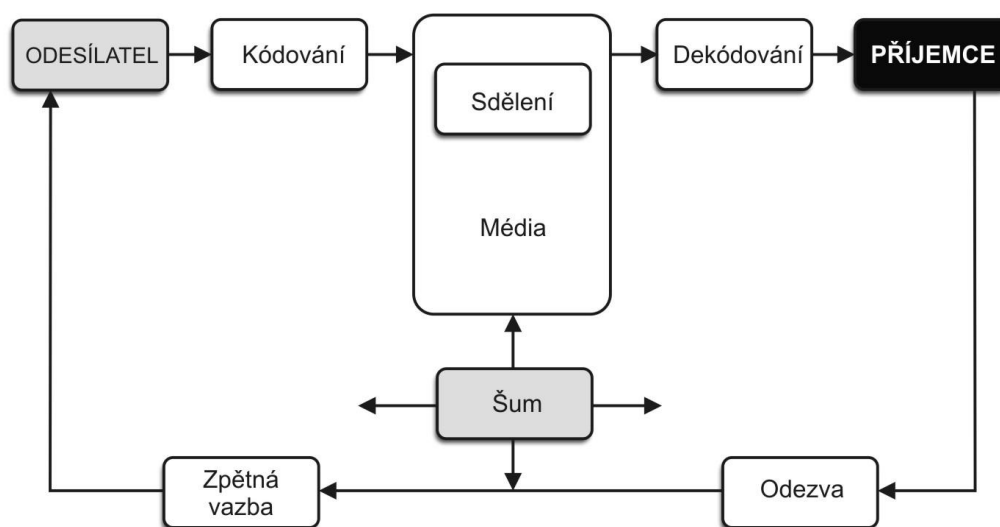 ODESÍLATEL
Kódování
Sdělení
Média
Dekódování
PŘÍJEMCE
Šum
Zpětná
vazba
Odezva